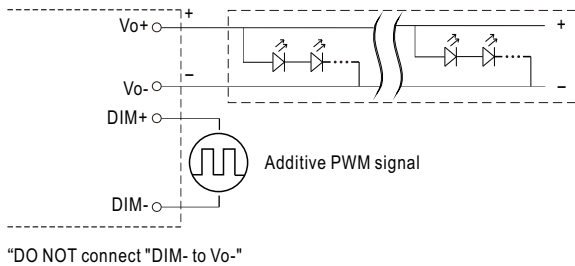 Vo+ + +
Vo- – –
DIM+
Additive PWM signal
DIM-
“DO NOT connect "DIM- to Vo-"